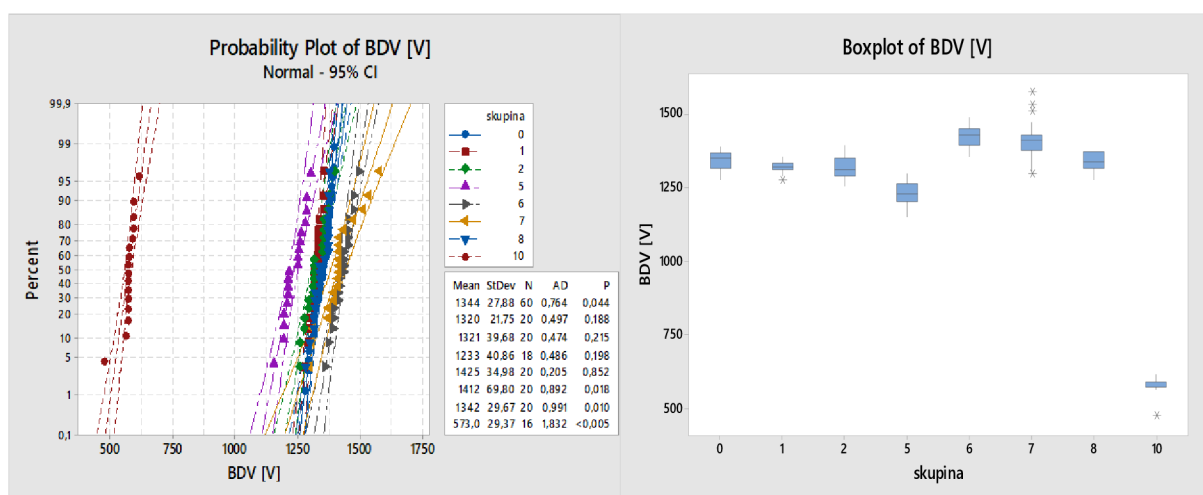 Probability Plot of BDV [V]
Normal - 95% CI
99,9
99
95
90
80
70
60
50
40
30
20
10
5
1
0,1
Percent
500
750
1000
1250
1500
1750
BDV [V]
skupina
0
1
2
5
6
7
8
10
Mean StDev N AD P
1344 27,88 60 0,764 0,044
1320 21,75 20 0,497 0,188
1321 39,68 20 0,474 0,215
1233 40,86 18 0,486 0,198
1425 34,98 20 0,205 0,852
1412 69,80 20 0,892 0,018
1342 29,67 20 0,991 0,010
573,0 29,37 16 1,832 <0,005
Boxplot of BDV [V]
1500
1250
1000
750
500
BDV [V]
0 1 2 5 6 7 8 10
skupina